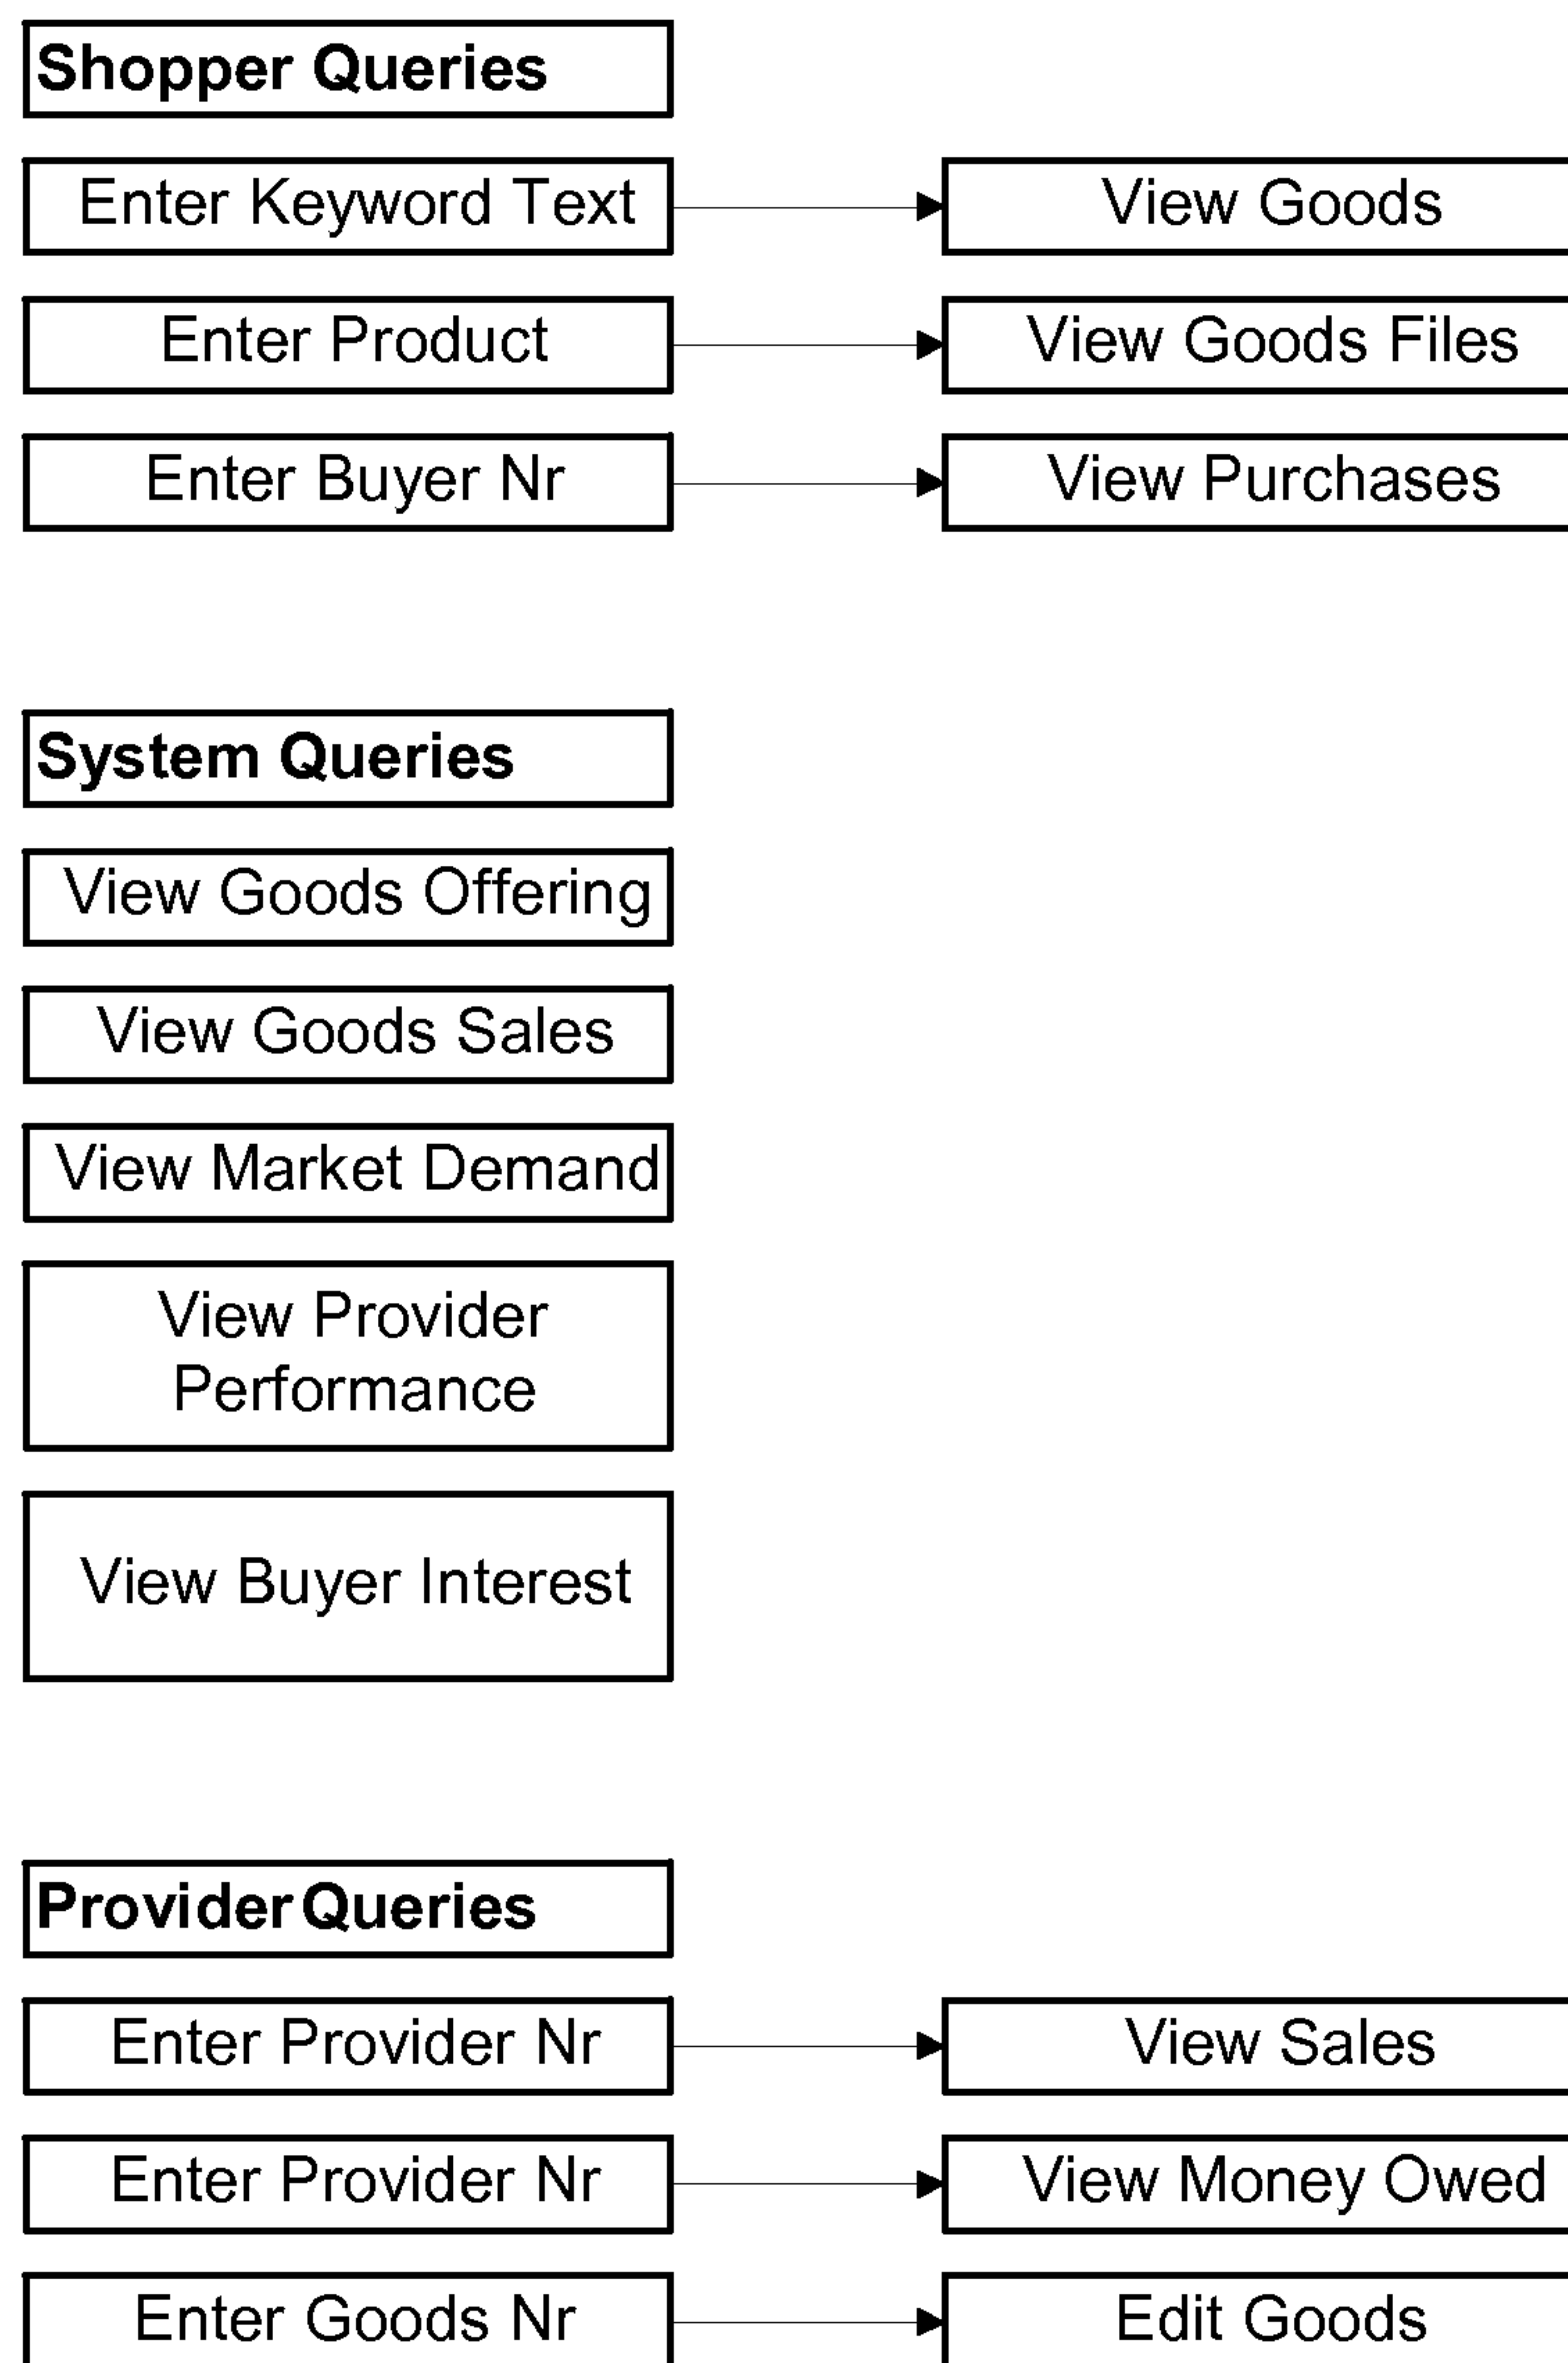 Shopper Queries
Enter Keyword Text
View Goods
Enter Product
View Goods Files
Enter Buyer Nr
View Purchases
System Queries
View Goods Offering
View Goods Sales
View Market Demand
View Provider
Performance
View Buyer Interest
Provider Queries
Enter Provider Nr
View Sales
Enter Provider Nr
View Money Owed
Enter Goods Nr
Edit Goods